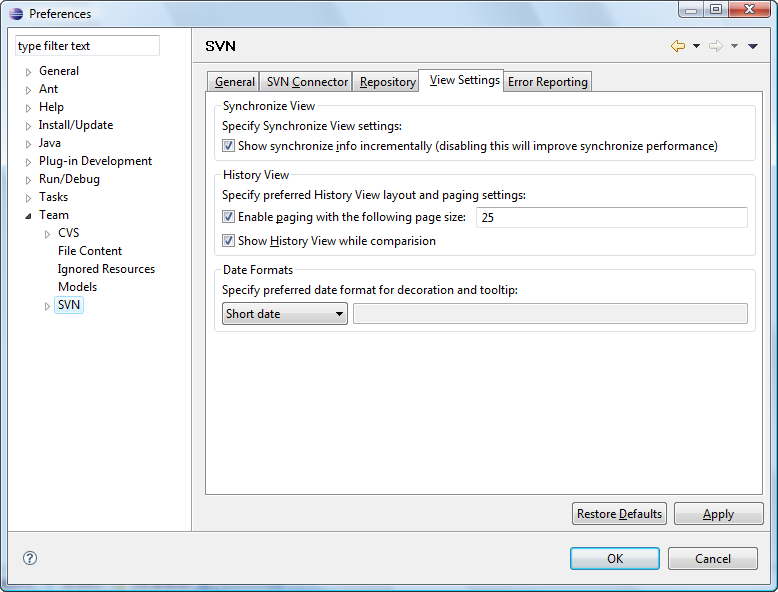 Preferences
type filter text
General
Ant
Help
Install/Update
Java
Plug-in Development
Run/Debug
Tasks
Team
CVS
File Content
Ignored Resources
Models
SVN
SVN
General SVN Connector Repository View Settings Error Reporting
Synchronize View
Specify Synchronize View settings:
Show synchronize info incrementally (disabling this will improve synchronize performance)
History View
Specify preferred History View layout and paging settings:
Enable paging with the following page size: 25
Show History View while comparision
Date Formats
Specify preferred date format for decoration and tooltip:
Short date
Restore Defaults Apply
? OK Cancel